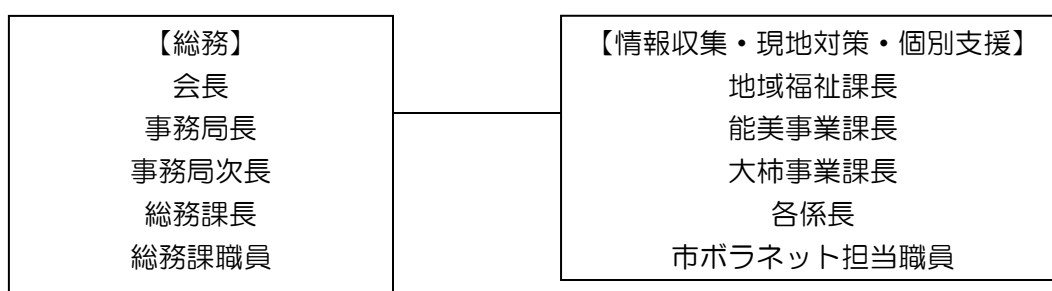 【総務】
会長
事務局長
事務局次長
総務課長
総務課職員
【情報収集・現地対策・個別支援】
地域福祉課長
能美事業課長
大柿事業課長
各係長
市ボラネット担当職員